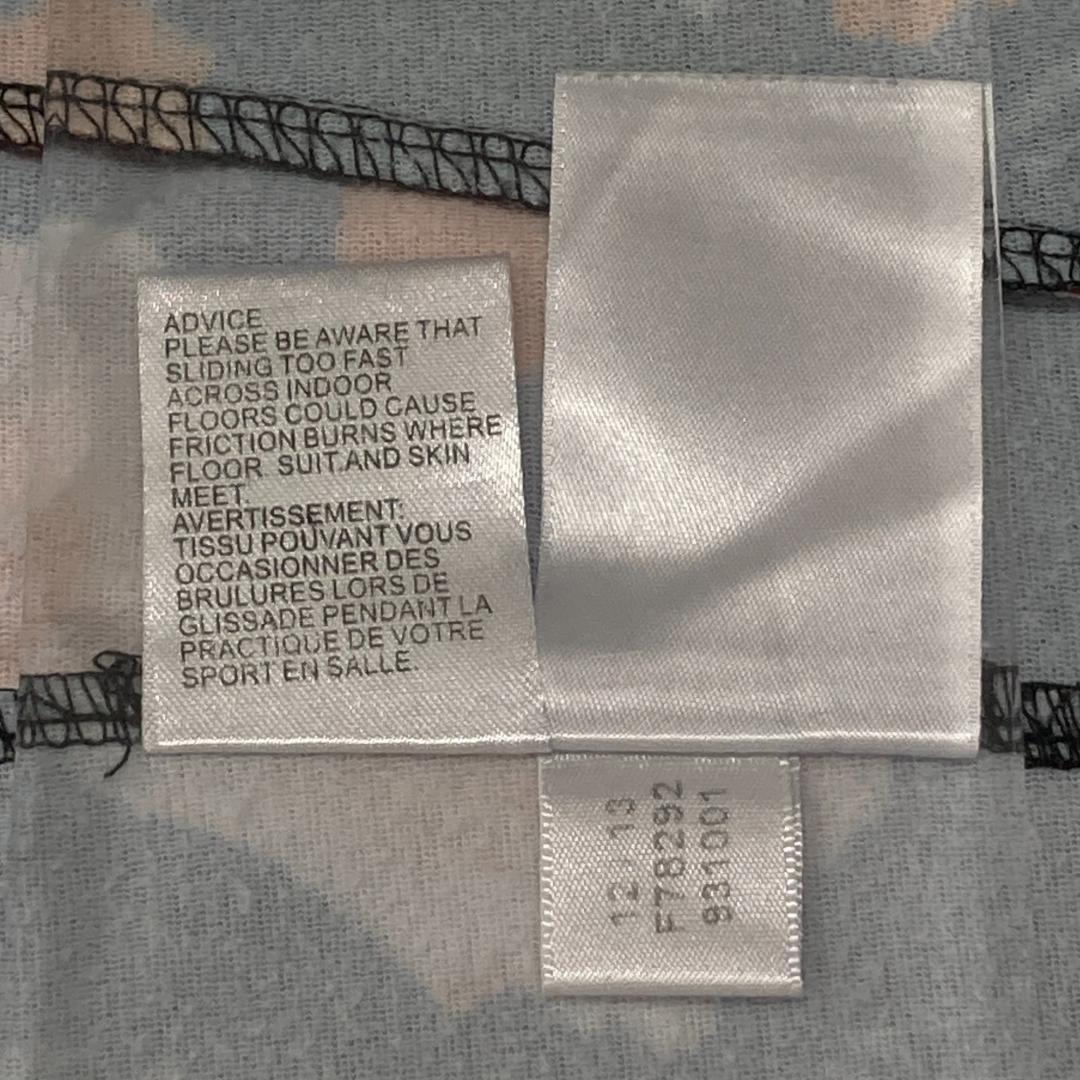 ADVICE
PLEASE BE AWARE THAT
SLIDING TOO FAST
ACROSS INDOOR
FLOORS COULD CAUSE
FRICTION BURNS WHERE
FLOOR. SUIT.AND SKIN
MEET.
AVERTISSEMENT:
TISSU POUVANT VOUS
OCCASIONNER DES
BRULURES LORS DE
GLISSADE PENDANT LA
PRACTIQUE DE VOTRE
SPORT EN SALLE.
12/13
F78292
931001